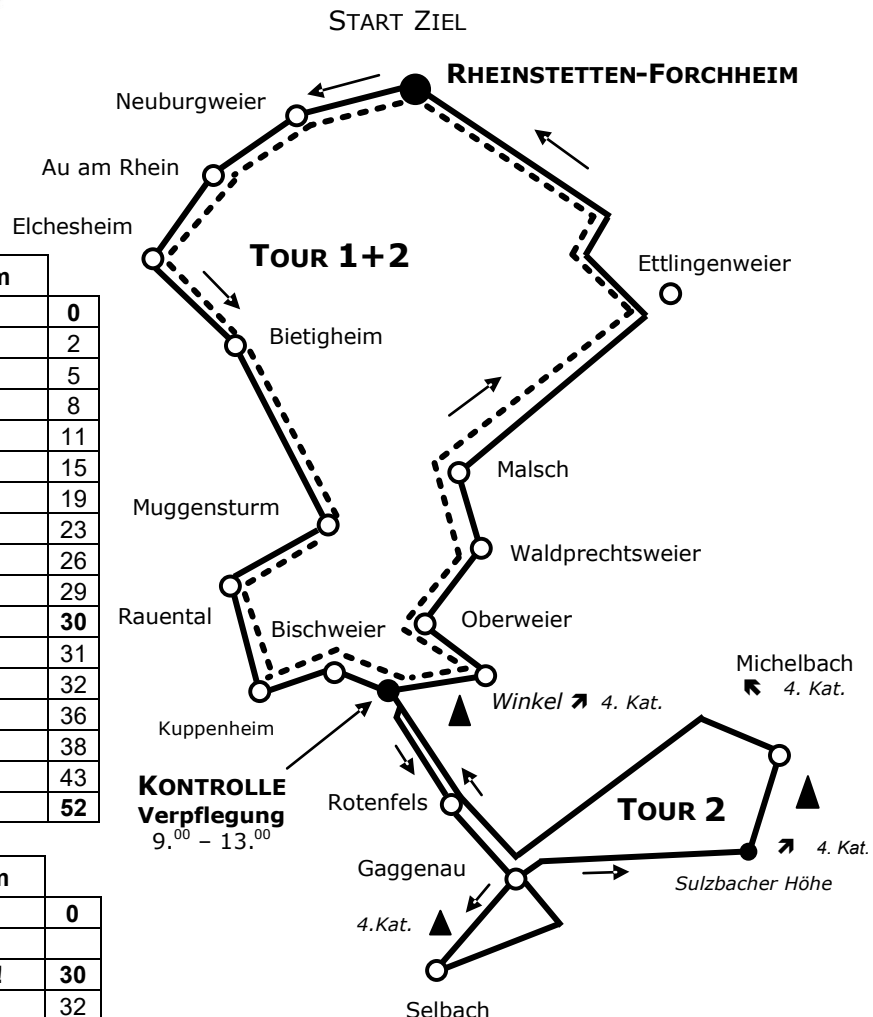 START ZIEL
RHEINSTETTEN-FORCHHEIM
Neuburgweier
Au am Rhein
Elchesheim
TOUR 1+2
Ettlingenweier
Bietigheim
Malsch
Muggensturm
Waldprechtsweier
Rauental
Bischweier
Oberweier
Michelbach
4. Kat.
Winkel 4. Kat.
Kuppenheim
KONTROLLE
Verpflegung
9.00 – 13.00
Rotenfels
TOUR 2
Gaggenau
4. Kat.
Sulzbacher Höhe
4.Kat.
Selbach
m
0
2
5
8
11
15
19
23
26
29
30
31
32
36
38
43
52
m
0
! 30
32